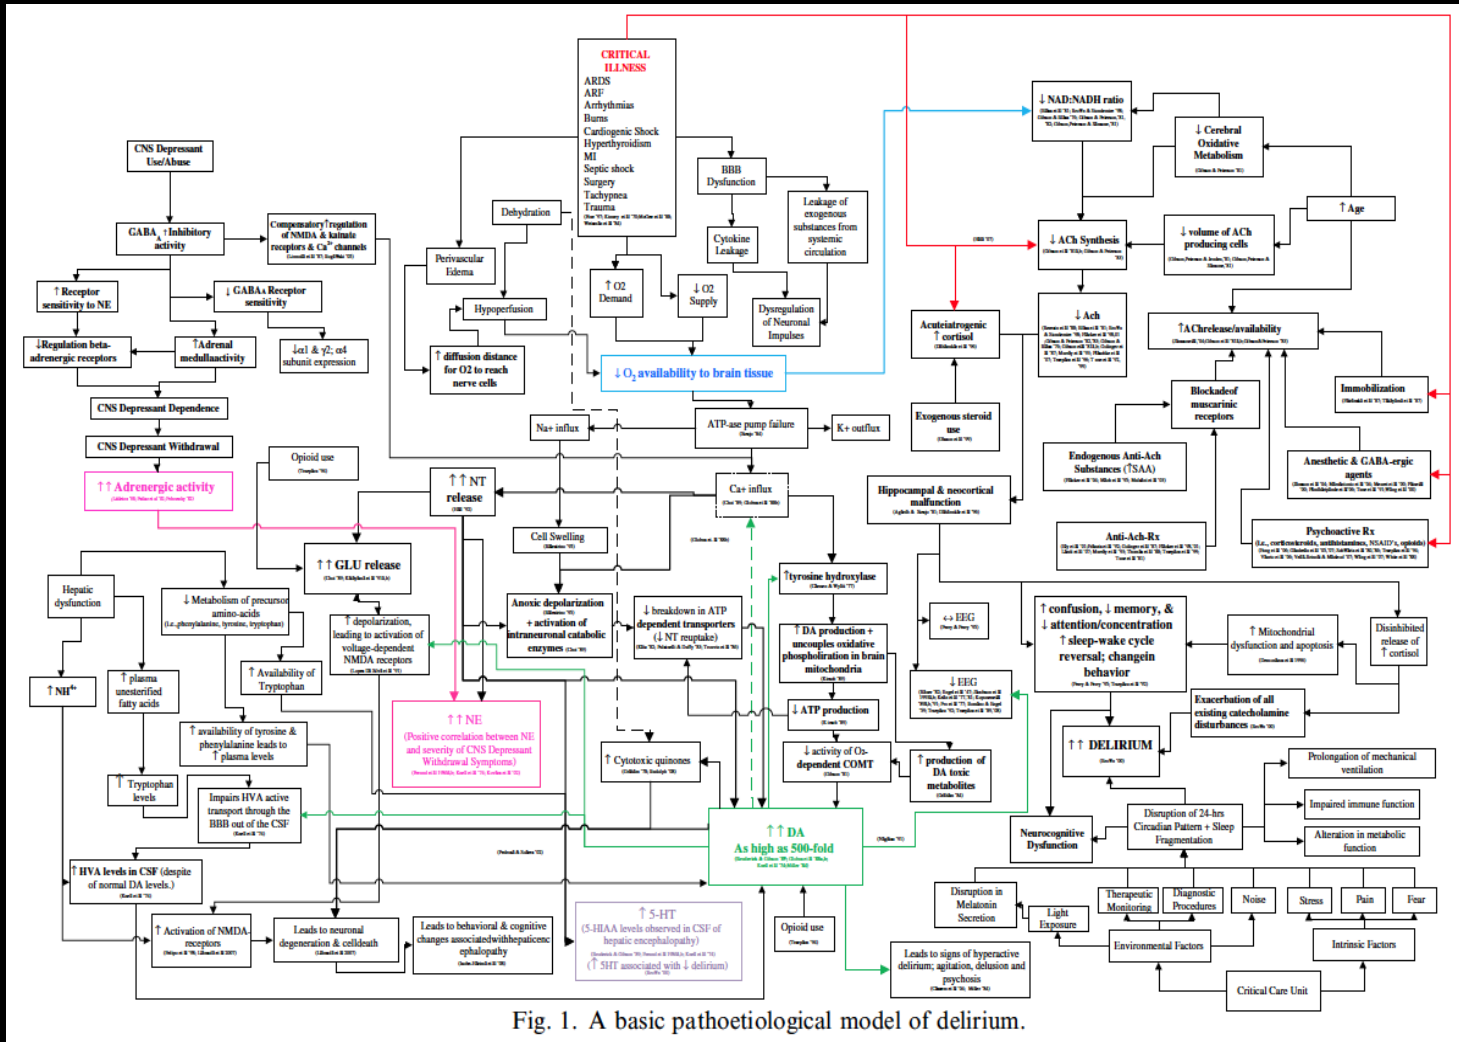 CRITICAL
ILLNESS
ARDS
ARF
Arrhythmias
Burns
Cardiogenic Shock
Hyperthyroidism
MI
Septic shock
Surgery
Tachypnea
Trauma
CNS Depressant
Use/Abuse
GABA A ↑Inhibitory
activity
Compensatory↑regulation
of NMDA & kainate
receptors & Ca²⁺ channels
↑ Receptor
sensitivity to NE
↓ GABAA Receptor
sensitivity
↓Regulation beta-
adrenergic receptors
↑Adrenal
medullaactivity
↓α1 & γ2; α4
subunit expression
CNS Depressant Dependence
CNS Depressant Withdrawal
↑↑ Adrenergic activity
Dehydration
Perivascular
Edema
Hypoperfusion
↑ diffusion distance
for O2 to reach
nerve cells
↑ O2
Demand
↓ O2
Supply
BBB
Dysfunction
Cytokine
Leakage
Leakage of
exogenous
substances from
systemic
circulation
Dysregulation
of Neuronal
Impulses
↓ O₂ availability to brain tissue
↓ NAD:NADH ratio
↓ Cerebral
Oxidative
Metabolism
↑ Age
↓ ACh Synthesis
↓ volume of ACh
producing cells
↓ Ach
Acuteiatrogenic
↑ cortisol
Exogenous steroid
use
↑AChrelease/availability
Immobilization
Blockadeof
muscarinic
receptors
Endogenous Anti-Ach
Substances (↑SAA)
Anesthetic & GABA-ergic
agents
Psychoactive Rx
(i.e., corticosteroids, antihistamines, NSAID's, opioids)
Anti-Ach-Rx
Hippocampal & neocortical
malfunction
Na+ influx
ATP-ase pump failure
K+ outflux
Opioid use
↑↑ NT
release
Ca+ influx
Cell Swelling
↑↑ GLU release
Hepatic
dysfunction
↓ Metabolism of precursor
amino-acids
(i.e., phenylalanine, tyrosine, tryptophan)
↑ depolarization,
leading to activation of
voltage-dependent
NMDA receptors
Anoxic depolarization
+ activation of
intraneuronal catabolic
enzymes
↓ breakdown in ATP
dependent transporters
(↓ NT reuptake)
↑tyrosine hydroxylase
↑ DA production +
uncouples oxidative
phospholiration in brain
mitochondria
↓ ATP production
↓ activity of O₂-
dependent COMT
↑ production of
DA toxic
metabolites
↔ EEG
↓ EEG
↑ confusion, ↓ memory, &
↓ attention/concentration
↑ sleep-wake cycle
reversal; changein
behavior
↑ Mitochondrial
dysfunction and apoptosis
Disinhibited
release of
↑ cortisol
Exacerbation of all
existing catecholamine
disturbances
↑↑ DELIRIUM
↑ NH⁴⁺
↑ plasma
unesterified
fatty acids
↑ Availability of
Tryptophan
↑ availability of tyrosine &
phenylalanine leads to
↑ plasma levels
↑ Tryptophan
levels
Impairs HVA active
transport through the
BBB out of the CSF
↑↑ NE
(Positive correlation between NE
and severity of CNS Depressant
Withdrawal Symptoms)
↑ Cytotoxic quinones
↑↑ DA
As high as 500-fold
Neurocognitive
Dysfunction
Disruption of 24-hrs
Circadian Pattern + Sleep
Fragmentation
Prolongation of mechanical
ventilation
Impaired immune function
Alteration in metabolic
function
↑HVA levels in CSF (despite
of normal DA levels.)
↑ Activation of NMDA-
receptors
Leads to neuronal
degeneration & celldeath
Leads to behavioral & cognitive
changes associatedwithhepaticenc
ephalopathy
↑ 5-HT
(5-HIAA levels observed in CSF of
hepatic encephalopathy)
(↑ 5HT associated with ↓ delirium)
Opioid use
Leads to signs of hyperactive
delirium; agitation, delusion and
psychosis
Disruption in
Melatonin
Secretion
Light
Exposure
Therapeutic
Monitoring
Diagnostic
Procedures
Noise
Stress
Pain
Fear
Environmental Factors
Intrinsic Factors
Critical Care Unit
Fig. 1. A basic pathoetiological model of delirium.